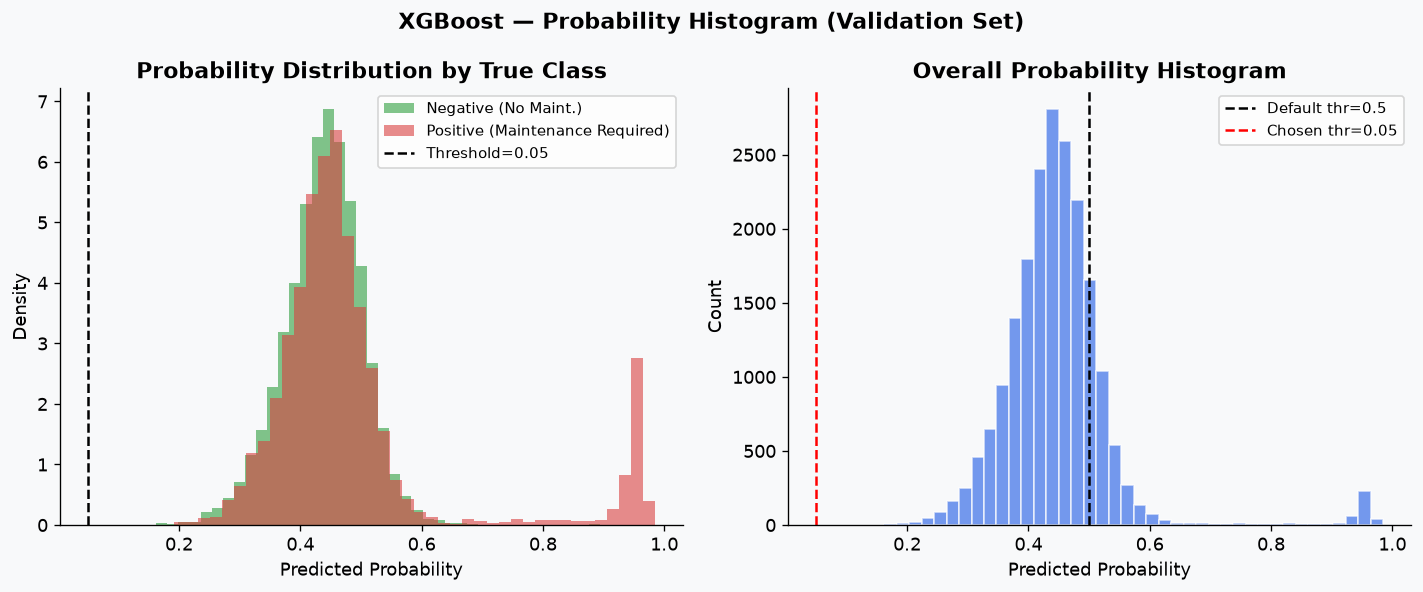 XGBoost — Probability Histogram (Validation Set)
Probability Distribution by True Class
Negative (No Maint.)
Positive (Maintenance Required)
Threshold=0.05
Density
7
6
5
4
3
2
1
0
0.2 0.4 0.6 0.8 1.0
Predicted Probability
Overall Probability Histogram
Default thr=0.5
Chosen thr=0.05
Count
2500
2000
1500
1000
500
0
0.2 0.4 0.6 0.8 1.0
Predicted Probability